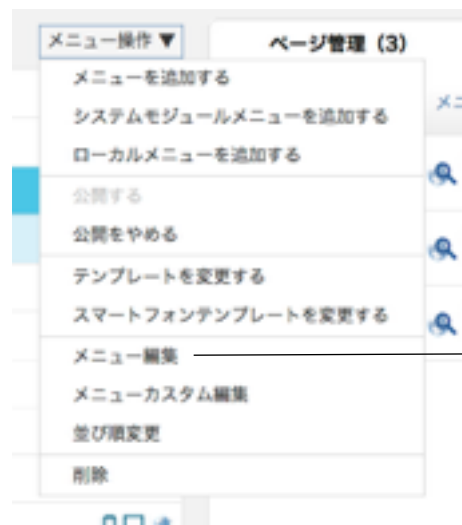 メニュー操作 ▼
ページ管理（3）
メニューを追加する
システムモジュールメニューを追加する
ローカルメニューを追加する
公開する
公開をやめる
テンプレートを変更する
スマートフォンテンプレートを変更する
メニュー編集
メニューカスタム編集
並び順変更
削除